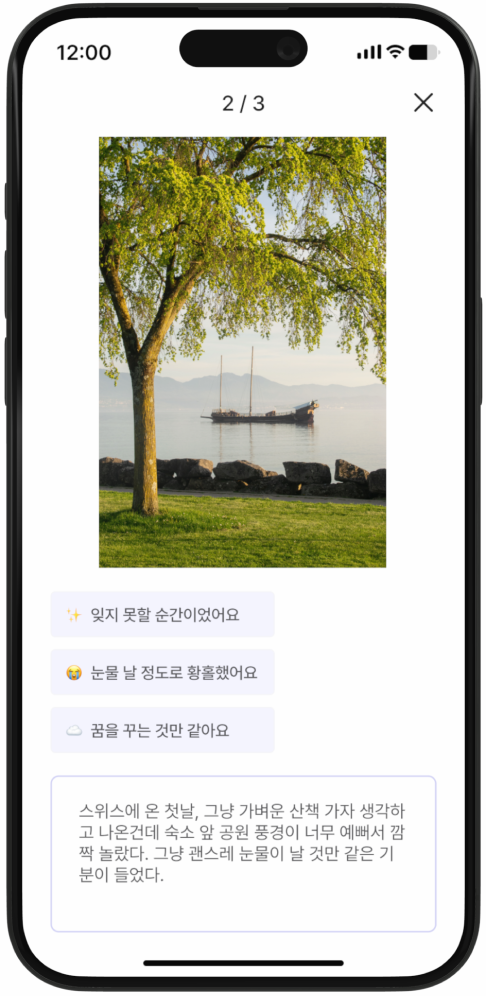 12:00
2 / 3
✨ 잊지 못할 순간이었어요
😭 눈물 날 정도로 황홀했어요
☁️ 꿈을 꾸는 것만 같아요
스위스에 온 첫날, 그냥 가벼운 산책 가자 생각하
고 나온건데 숙소 앞 공원 풍경이 너무 예뻐서 깜
짝 놀랐다. 그냥 괜스레 눈물이 날 것만 같은 기
분이 들었다.